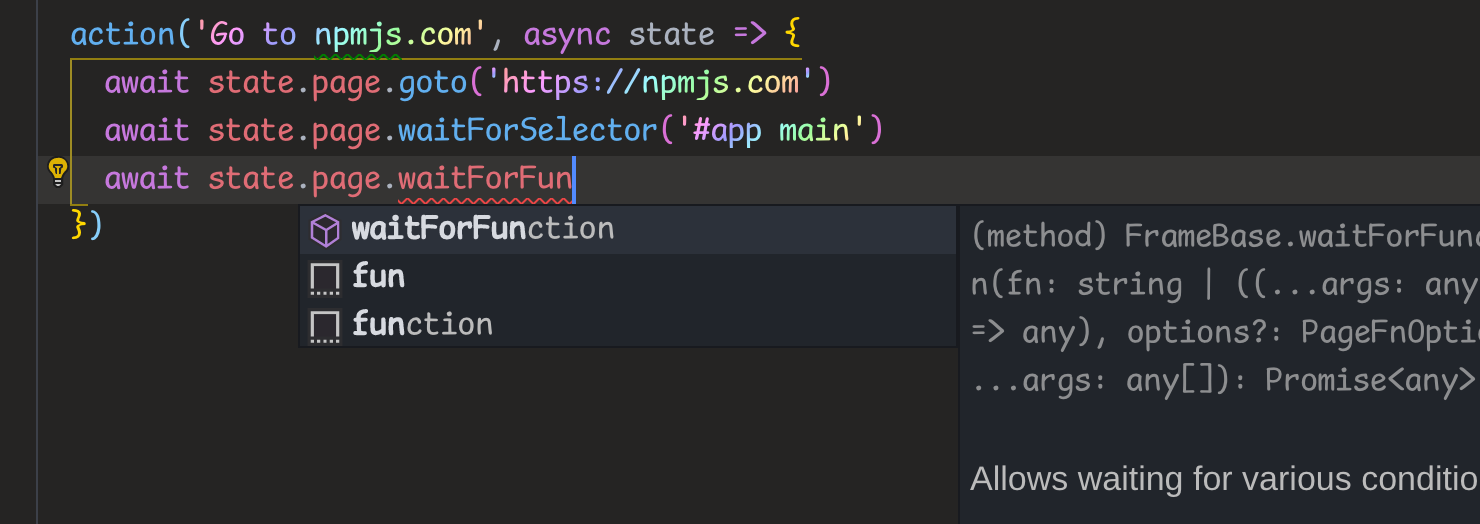 action('Go to npmjs.com', async state => {
await state.page.goto('https://npmjs.com')
await state.page.waitForSelector('#app main')
await state.page.waitForFun
})
waitForFunction
fun
function
(method) FrameBase.waitForFunc
n(fn: string | ((...args: any
=> any), options?: PageFnOpti
...args: any[]): Promise<any>
Allows waiting for various conditio